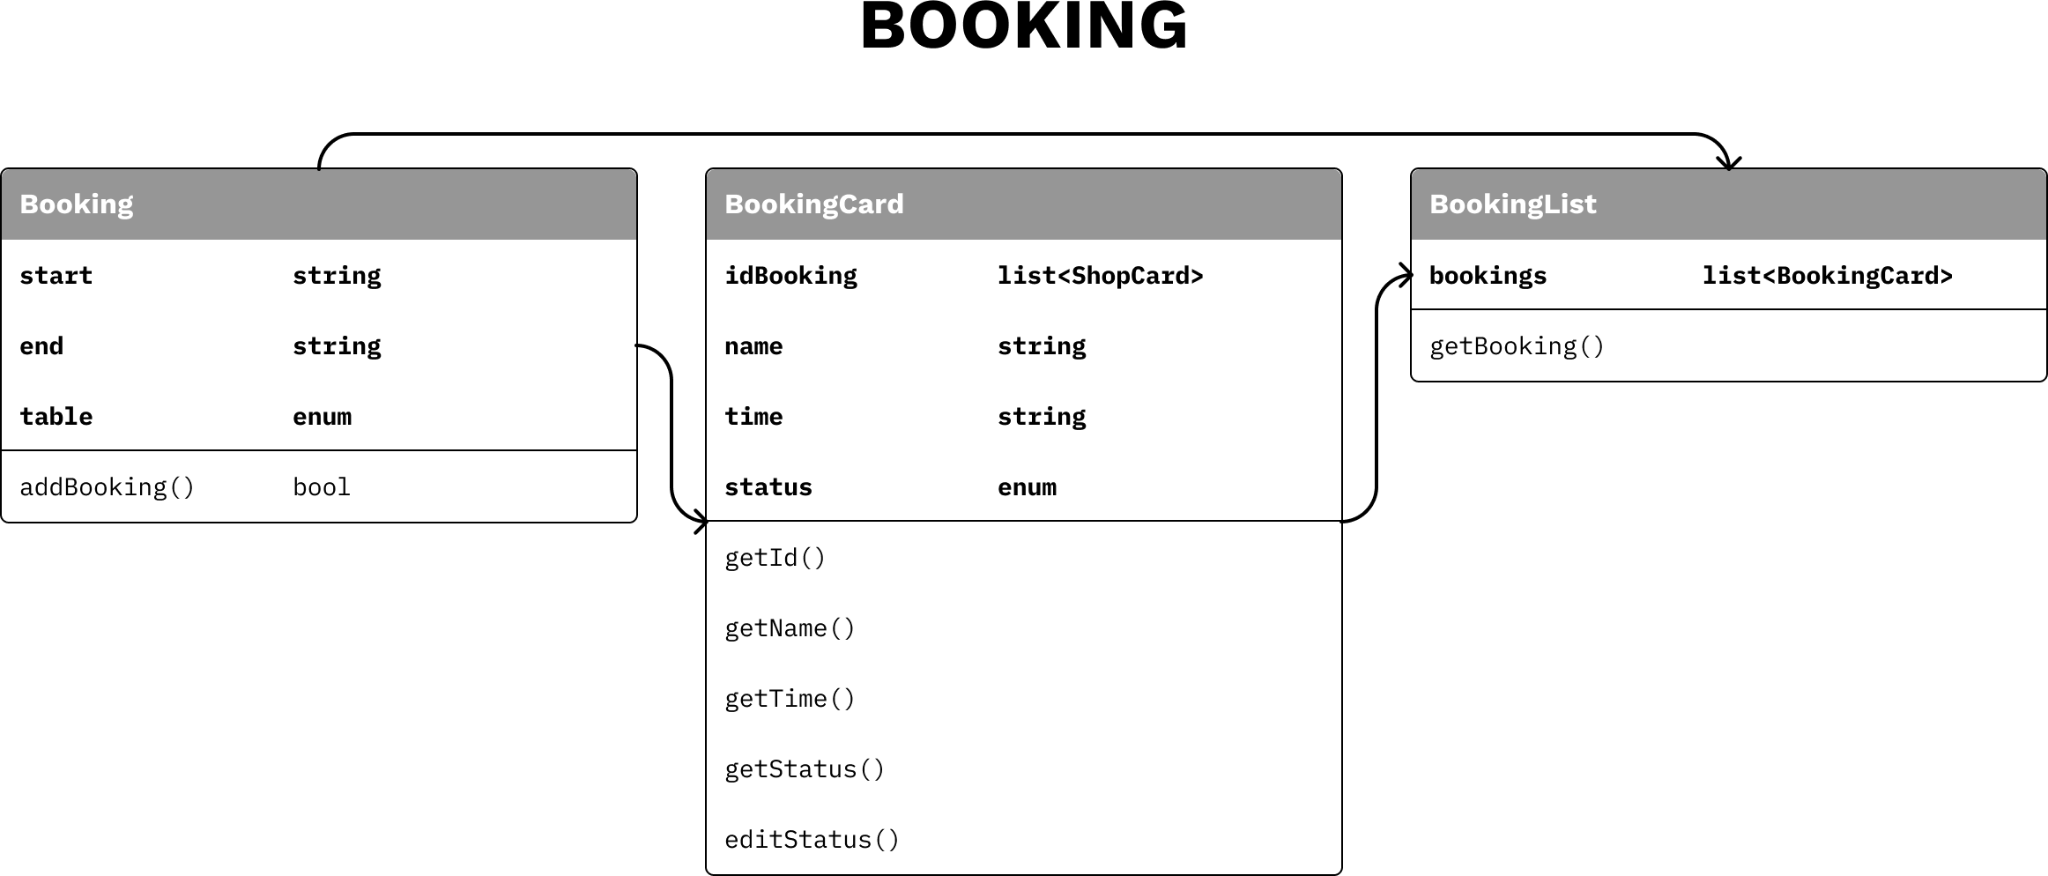 BOOKING
Booking
start string
end string
table enum
addBooking() bool
BookingCard
idBooking list<ShopCard>
name string
time string
status enum
getId()
getName()
getTime()
getStatus()
editStatus()
BookingList
bookings list<BookingCard>
getBooking()